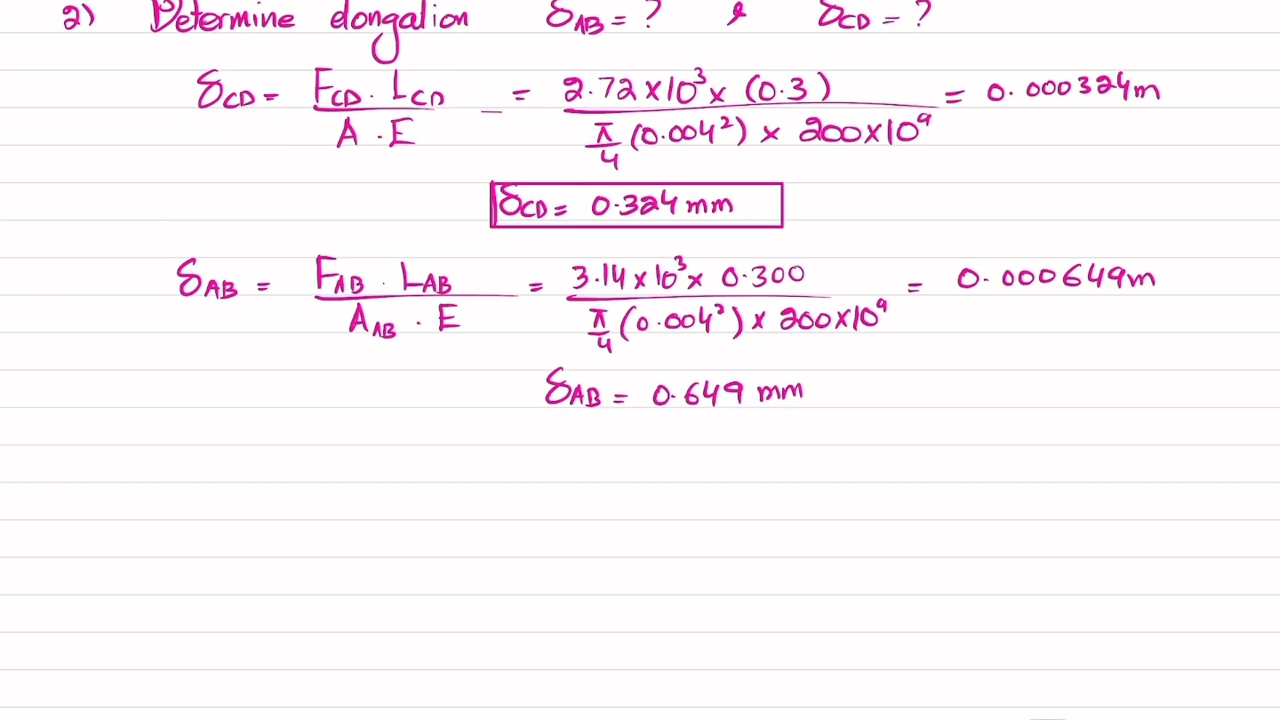 2) Determine elongation δAB = ? & δCD = ?
δCD = FCD · LCD / A · E = 2.72 × 10³ × (0.3) / π/4 (0.004²) × 200×10⁹ = 0.000324m
δCD = 0.324 mm
δAB = FAB · LAB / AAB · E = 3.14 × 10³ × 0.300 / π/4 (0.004²) × 200×10⁹ = 0.000649m
δAB = 0.649 mm